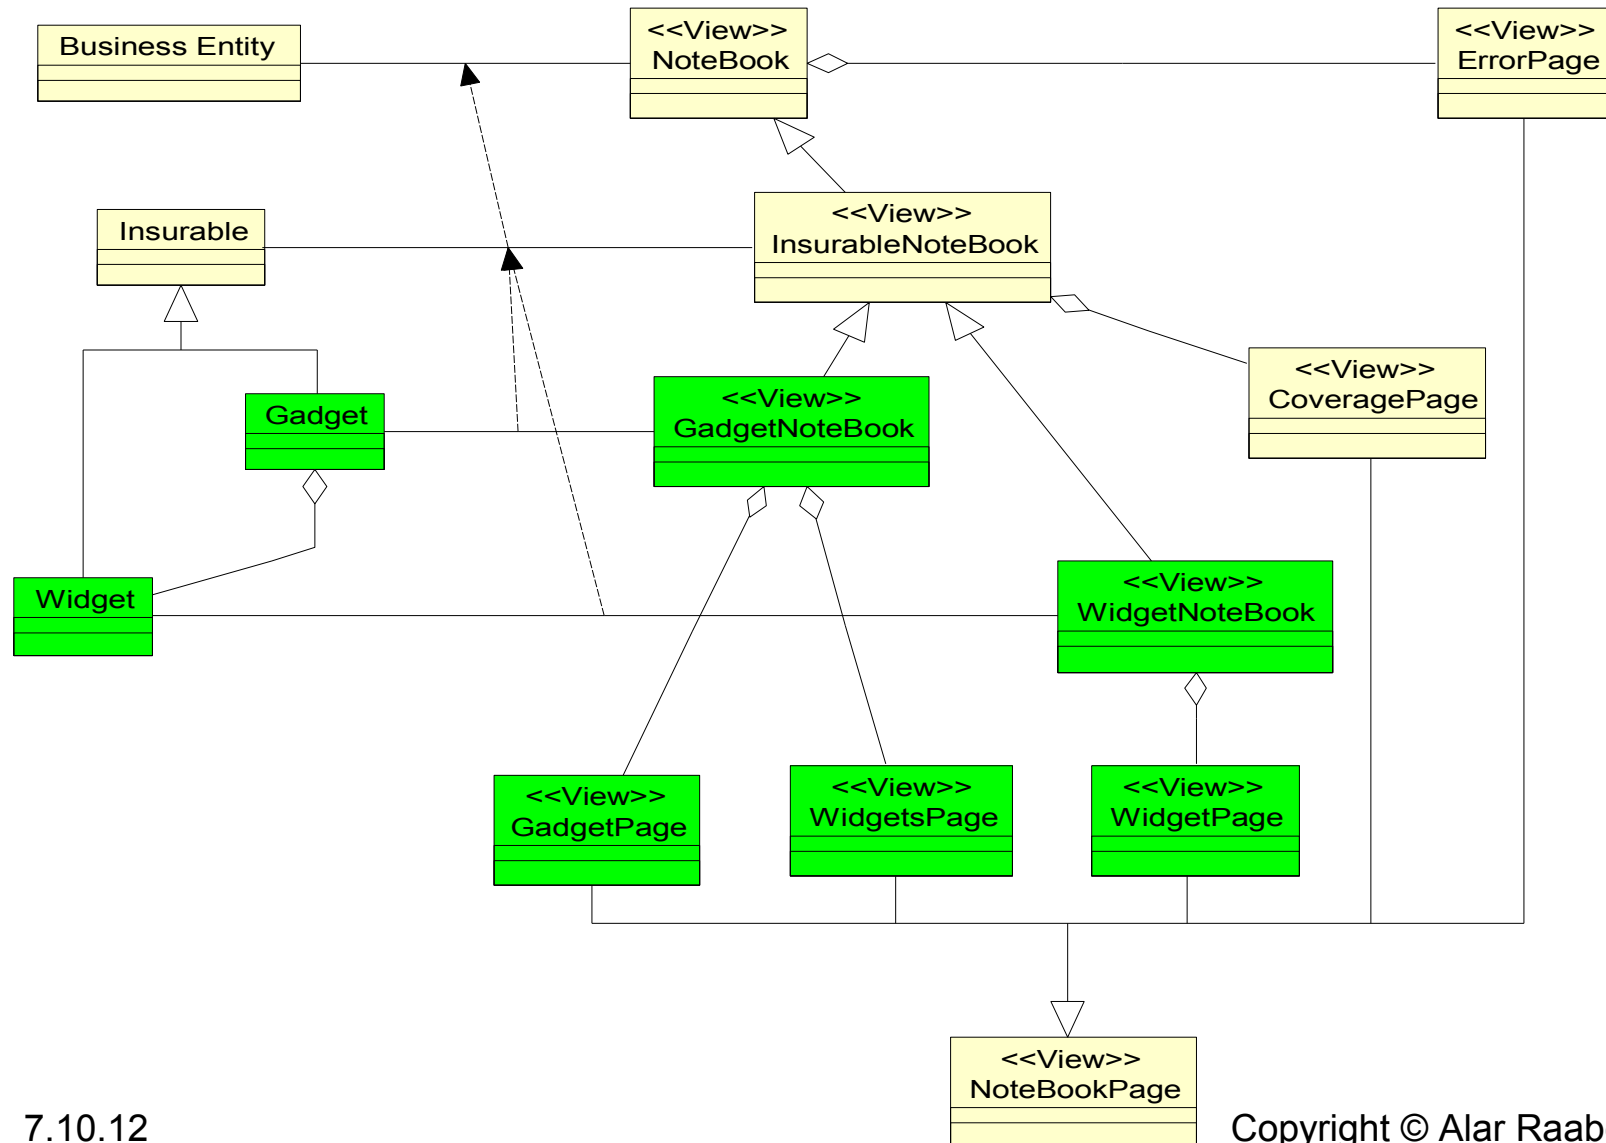 Business Entity
<<View>>
NoteBook
<<View>>
ErrorPage
Insurable
<<View>>
InsurableNoteBook
<<View>>
CoveragePage
Gadget
<<View>>
GadgetNoteBook
Widget
<<View>>
WidgetNoteBook
<<View>>
GadgetPage
<<View>>
WidgetsPage
<<View>>
WidgetPage
<<View>>
NoteBookPage
7.10.12
Copyright © Alar Raab